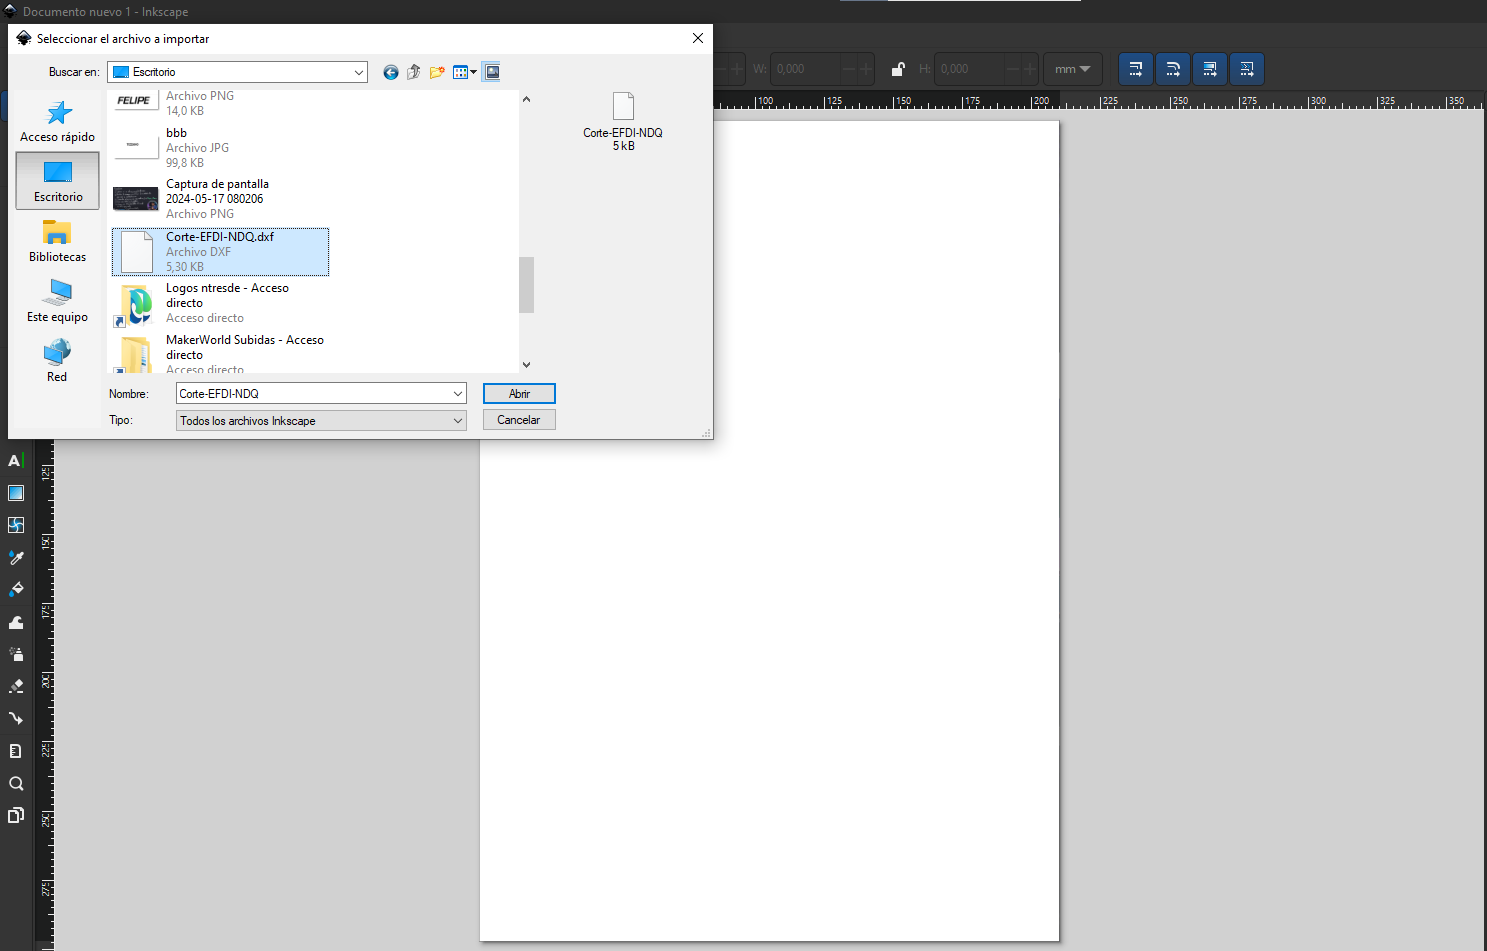 Documento nuevo 1 - Inkscape
Seleccionar el archivo a importar
Buscar en:
Escritorio
W:
0,000
H:
0,000
mm
100
125
150
175
200
225
250
275
300
325
350
Acceso rápido
Escritorio
Bibliotecas
Este equipo
Red
FELIPE
Archivo PNG
14,0 KB
bbb
Archivo JPG
99,8 KB
Captura de pantalla
2024-05-17 080206
Archivo PNG
Corte-EFDI-NDQ.dxf
Archivo DXF
5,30 KB
Logos ntresde - Acceso
directo
Acceso directo
MakerWorld Subidas - Acceso
directo
Acceso directo
Corte-EFDI-NDQ
5 kB
Nombre:
Corte-EFDI-NDQ
Abrir
Tipo:
Todos los archivos Inkscape
Cancelar
A
125
150
175
200
225
250
275